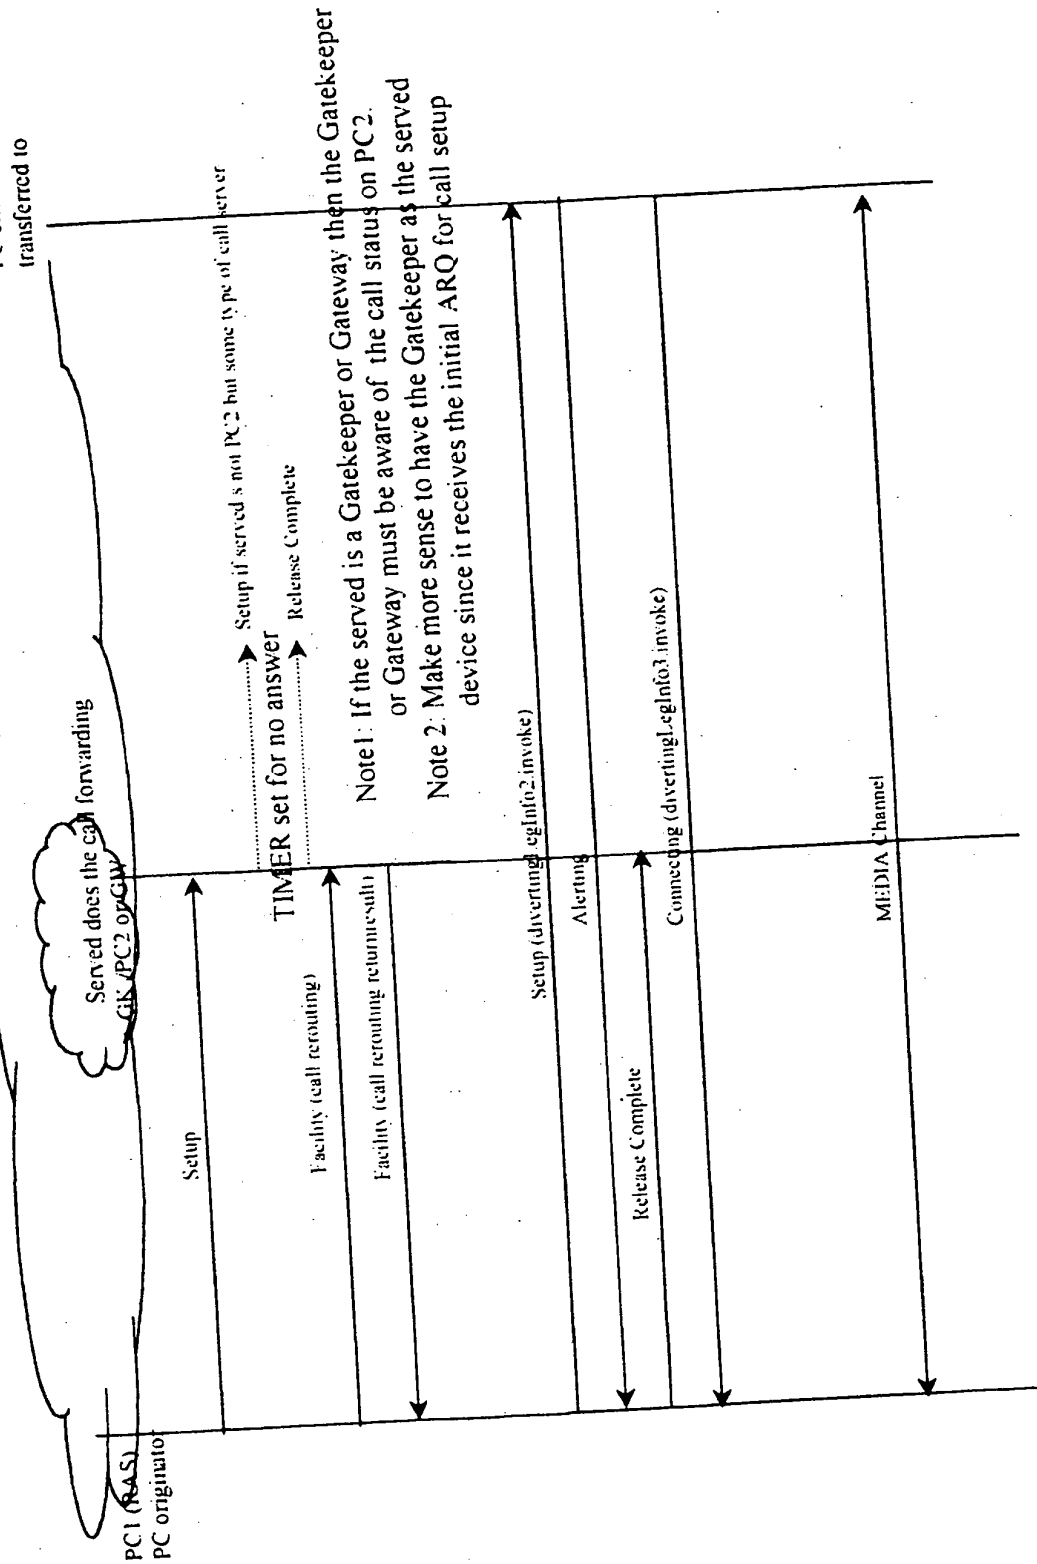 transferred to
Served does the call forwarding
GK /PC2 or GW
PC1 (RAS)
PC originator
Setup
Setup if served s not PC2 but some type of call server
TIMER set for no answer
Release Complete
Facility (call rerouting)
Facility (call rerouting returnresult)
Note1: If the served is a Gatekeeper or Gateway then the Gatekeeper
or Gateway must be aware of the call status on PC2.
Note 2: Make more sense to have the Gatekeeper as the served
device since it receives the initial ARQ for call setup
Setup (divertingLegInfo2.invoke)
Alerting
Release Complete
Connecting (divertingLegInfo3.invoke)
MEDIA Channel